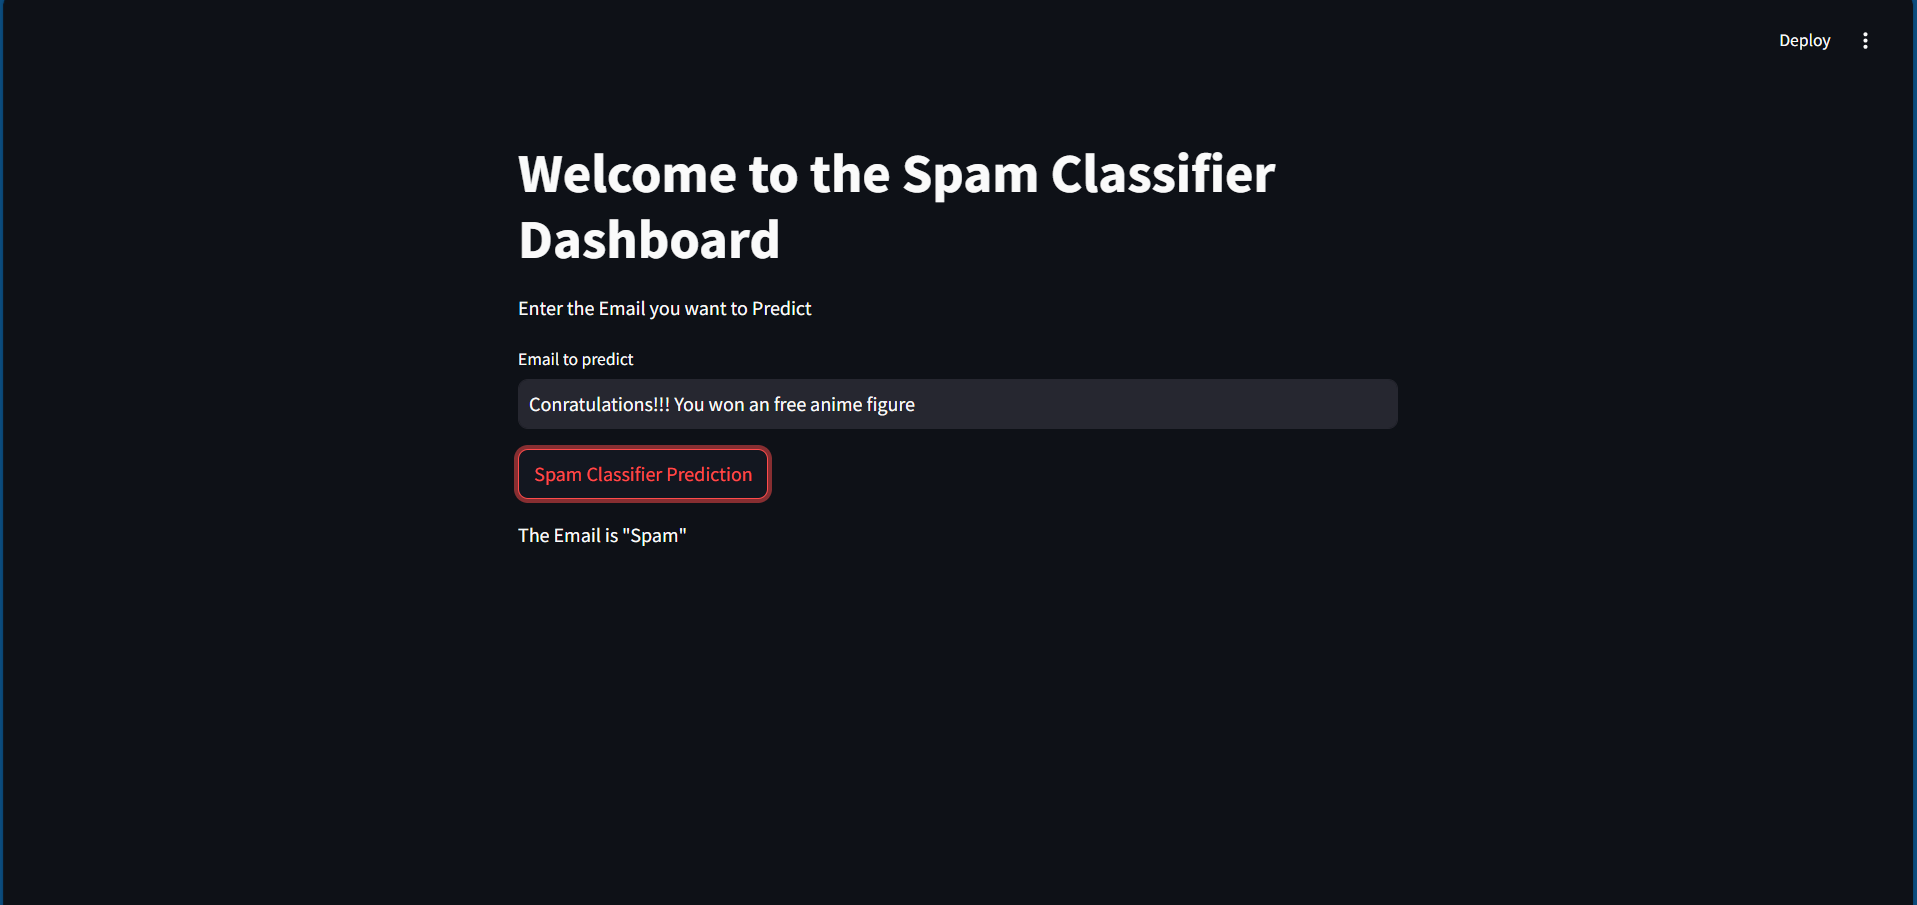 Deploy
Welcome to the Spam Classifier
Dashboard
Enter the Email you want to Predict
Email to predict
Conratulations!!! You won an free anime figure
Spam Classifier Prediction
The Email is "Spam"